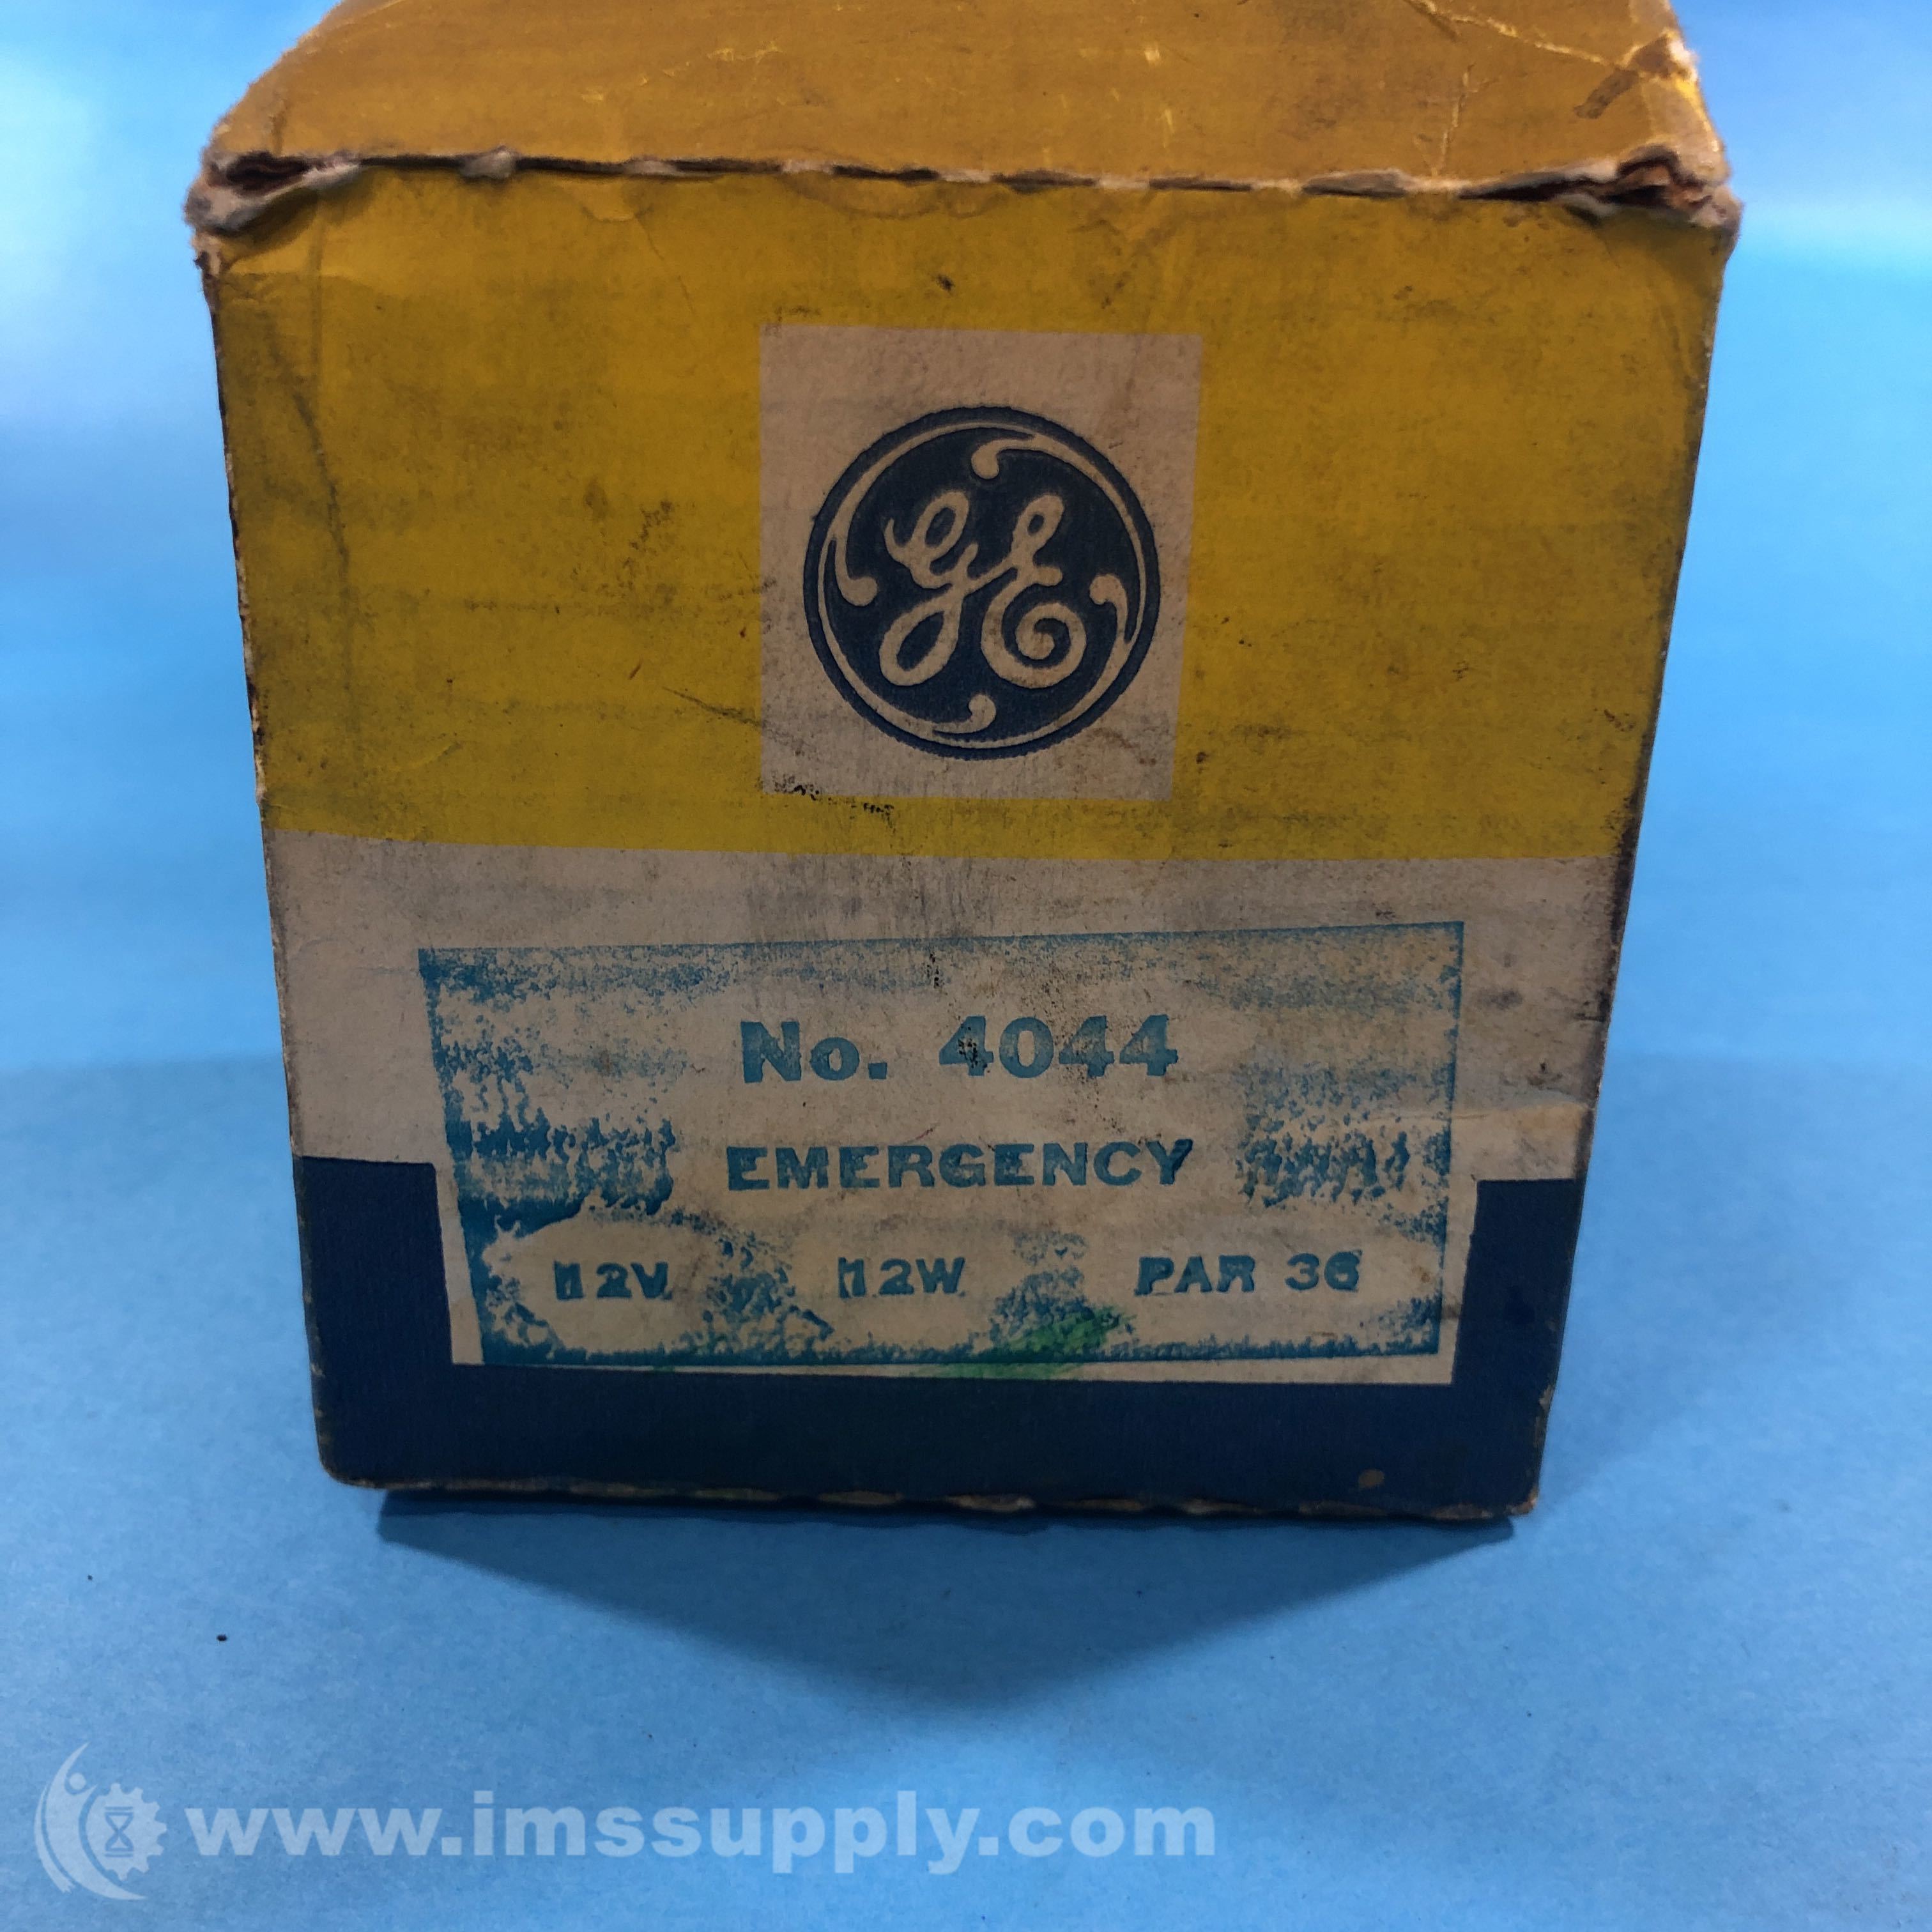 GE
No. 4044
EMERGENCY
12V 12W PAR 36
www.imssupply.com